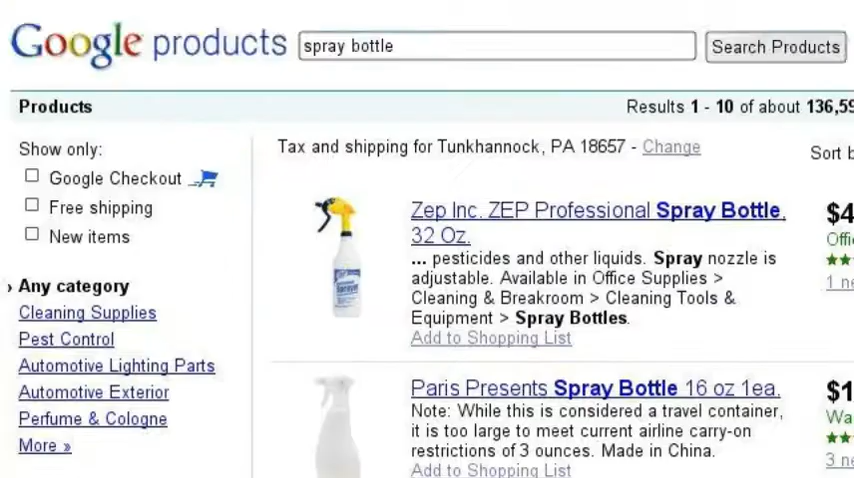 Google products
spray bottle
Search Products
Products
Results 1 - 10 of about 136,59
Show only:
Google Checkout
Free shipping
New items
Any category
Cleaning Supplies
Pest Control
Automotive Lighting Parts
Automotive Exterior
Perfume & Cologne
More »
Tax and shipping for Tunkhannock, PA 18657 - Change
Sort b
Zep Inc. ZEP Professional Spray Bottle,
32 Oz.
... pesticides and other liquids. Spray nozzle is
adjustable. Available in Office Supplies >
Cleaning & Breakroom > Cleaning Tools &
Equipment > Spray Bottles.
Add to Shopping List
$4
Offi
1 ne
Paris Presents Spray Bottle 16 oz 1ea.
Note: While this is considered a travel container,
it is too large to meet current airline carry-on
restrictions of 3 ounces. Made in China.
Add to Shopping List
$1
Wa
3 ne